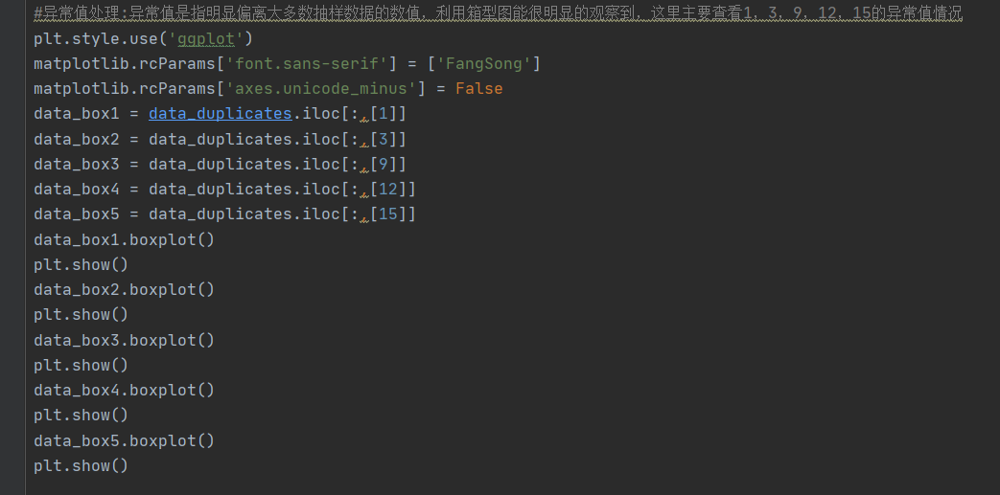 #异常值处理:异常值是指明显偏离大多数抽样数据的数值，利用箱型图能很明显的观察到，这里主要查看1，3，9，12，15的异常值情况
plt.style.use('ggplot')
matplotlib.rcParams['font.sans-serif'] = ['FangSong']
matplotlib.rcParams['axes.unicode_minus'] = False
data_box1 = data_duplicates.iloc[:,[1]]
data_box2 = data_duplicates.iloc[:,[3]]
data_box3 = data_duplicates.iloc[:,[9]]
data_box4 = data_duplicates.iloc[:,[12]]
data_box5 = data_duplicates.iloc[:,[15]]
data_box1.boxplot()
plt.show()
data_box2.boxplot()
plt.show()
data_box3.boxplot()
plt.show()
data_box4.boxplot()
plt.show()
data_box5.boxplot()
plt.show()